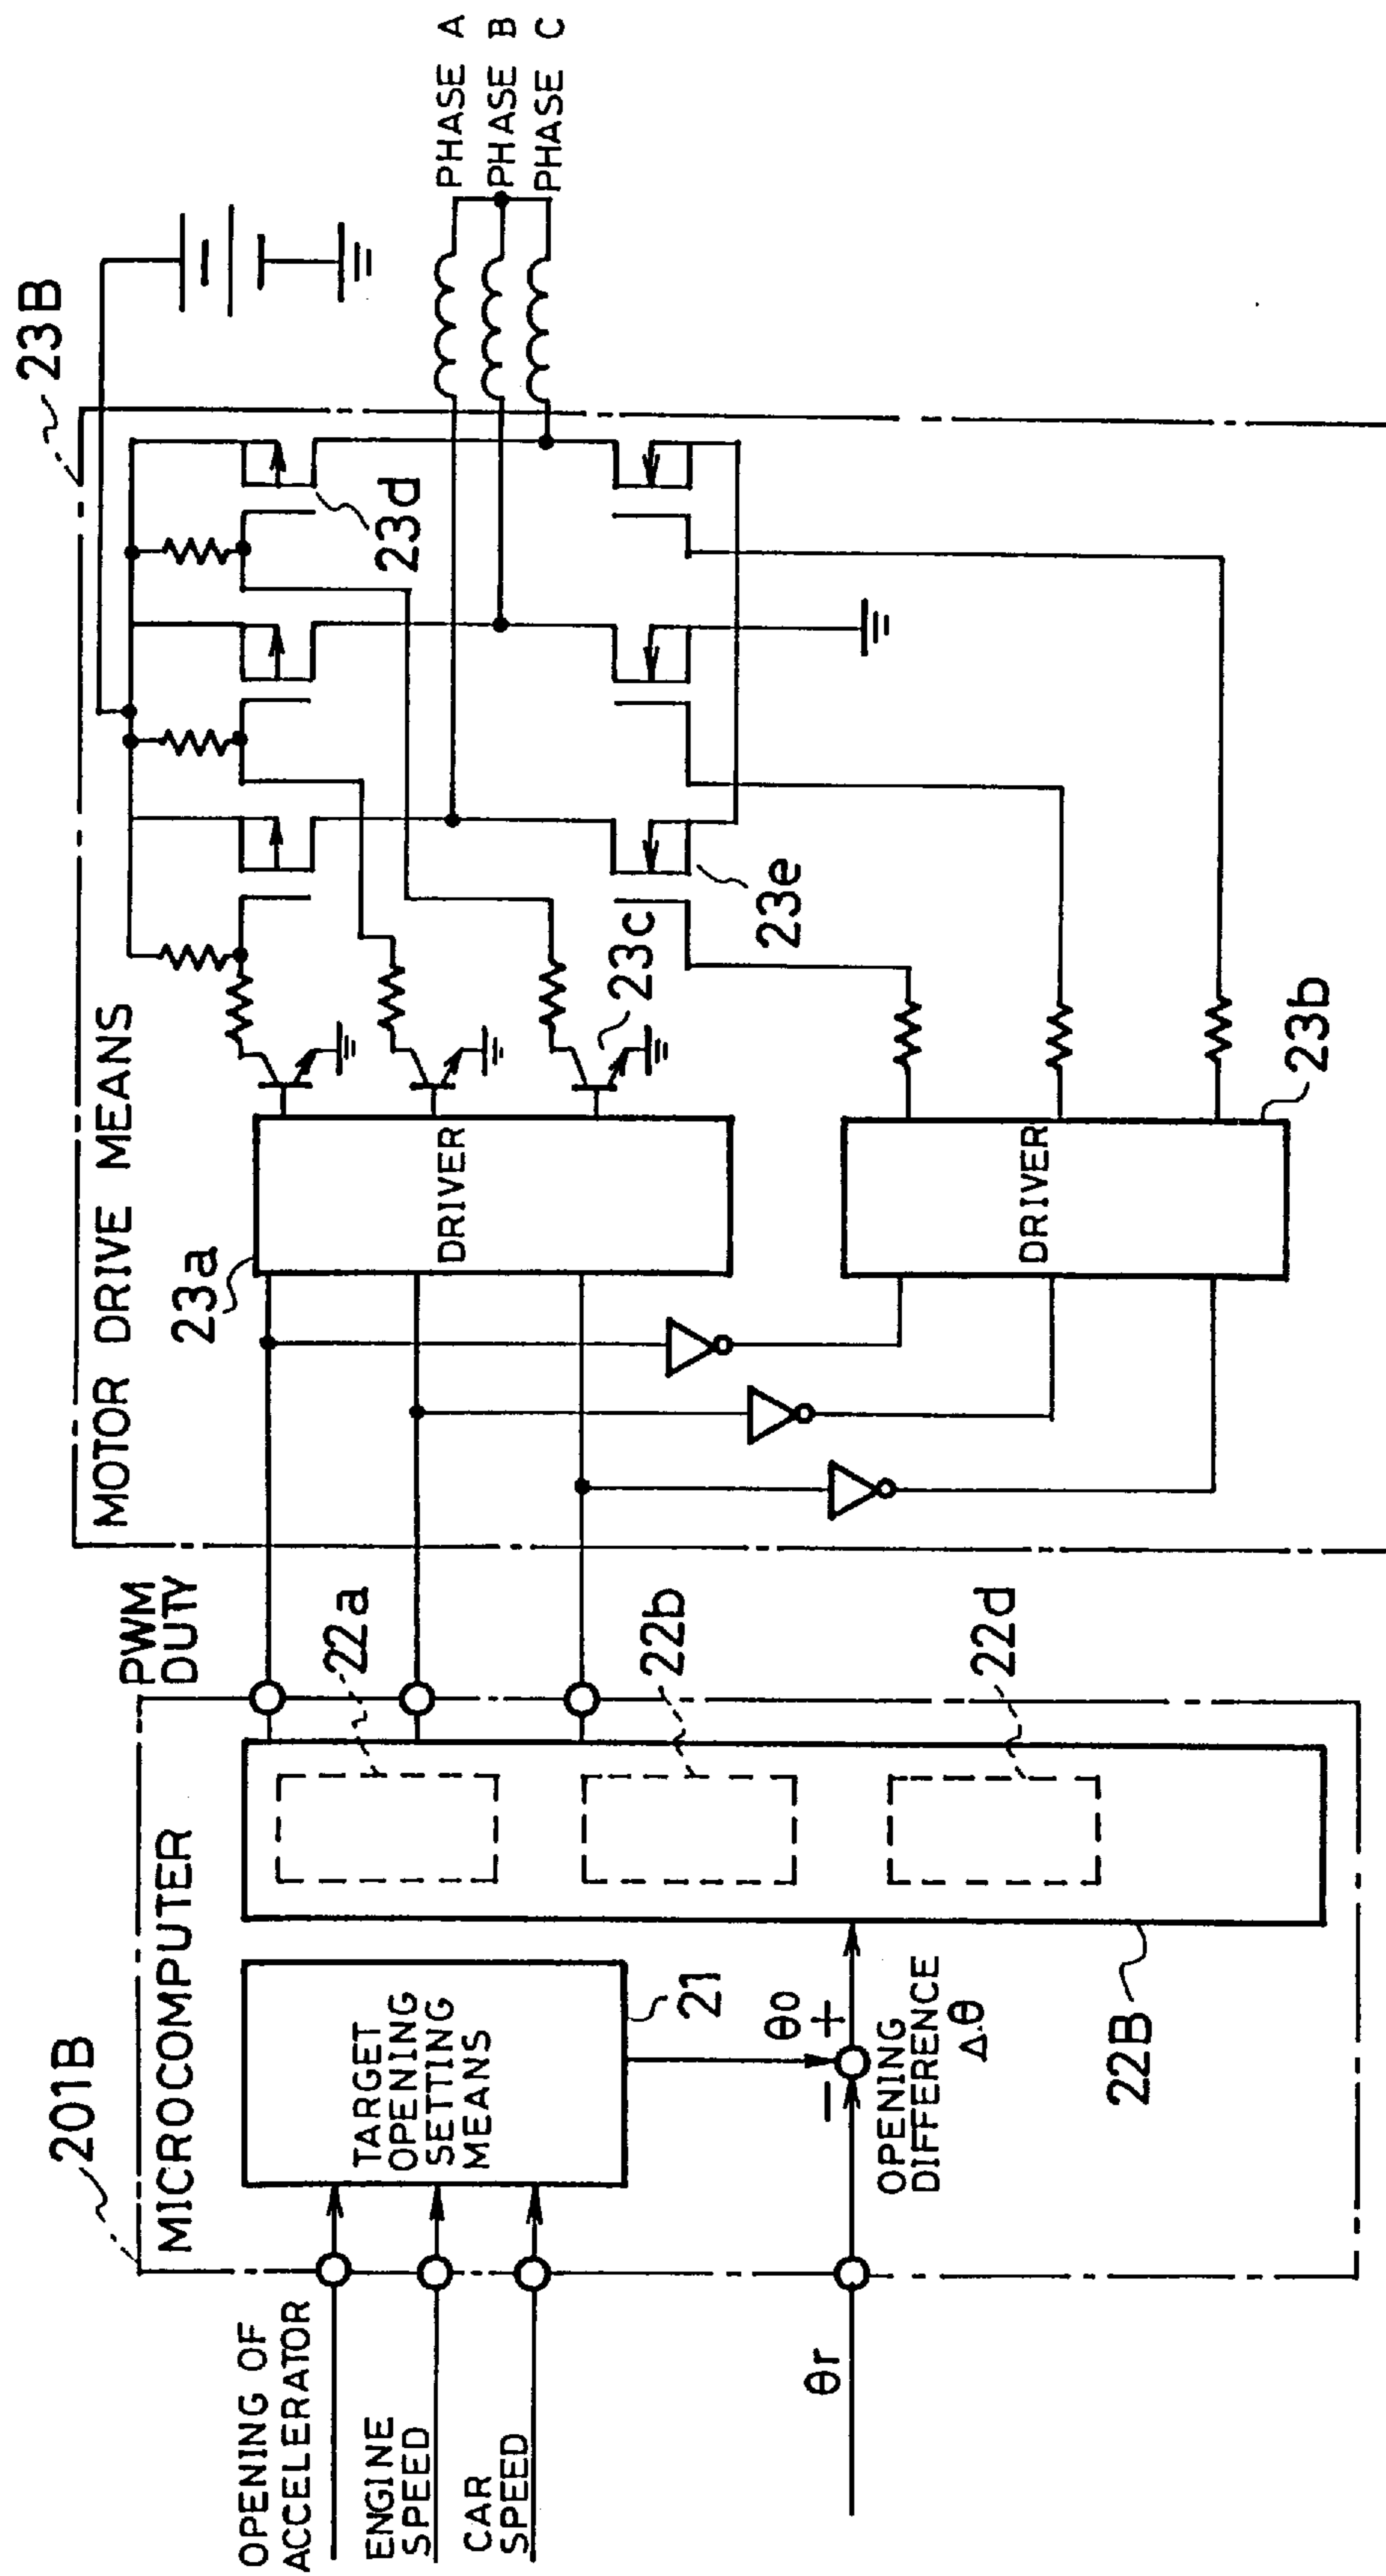 201B
MICROCOMPUTER
OPENING OF
ACCELERATOR
ENGINE
SPEED
CAR
SPEED
θr
TARGET
OPENING
SETTING
MEANS
21
θ0
+
−
OPENING
DIFFERENCE
Δθ
22B
22a
22b
22d
PWM
DUTY
23B
MOTOR DRIVE MEANS
23a
DRIVER
23c
23d
23e
DRIVER
23b
PHASE A
PHASE B
PHASE C